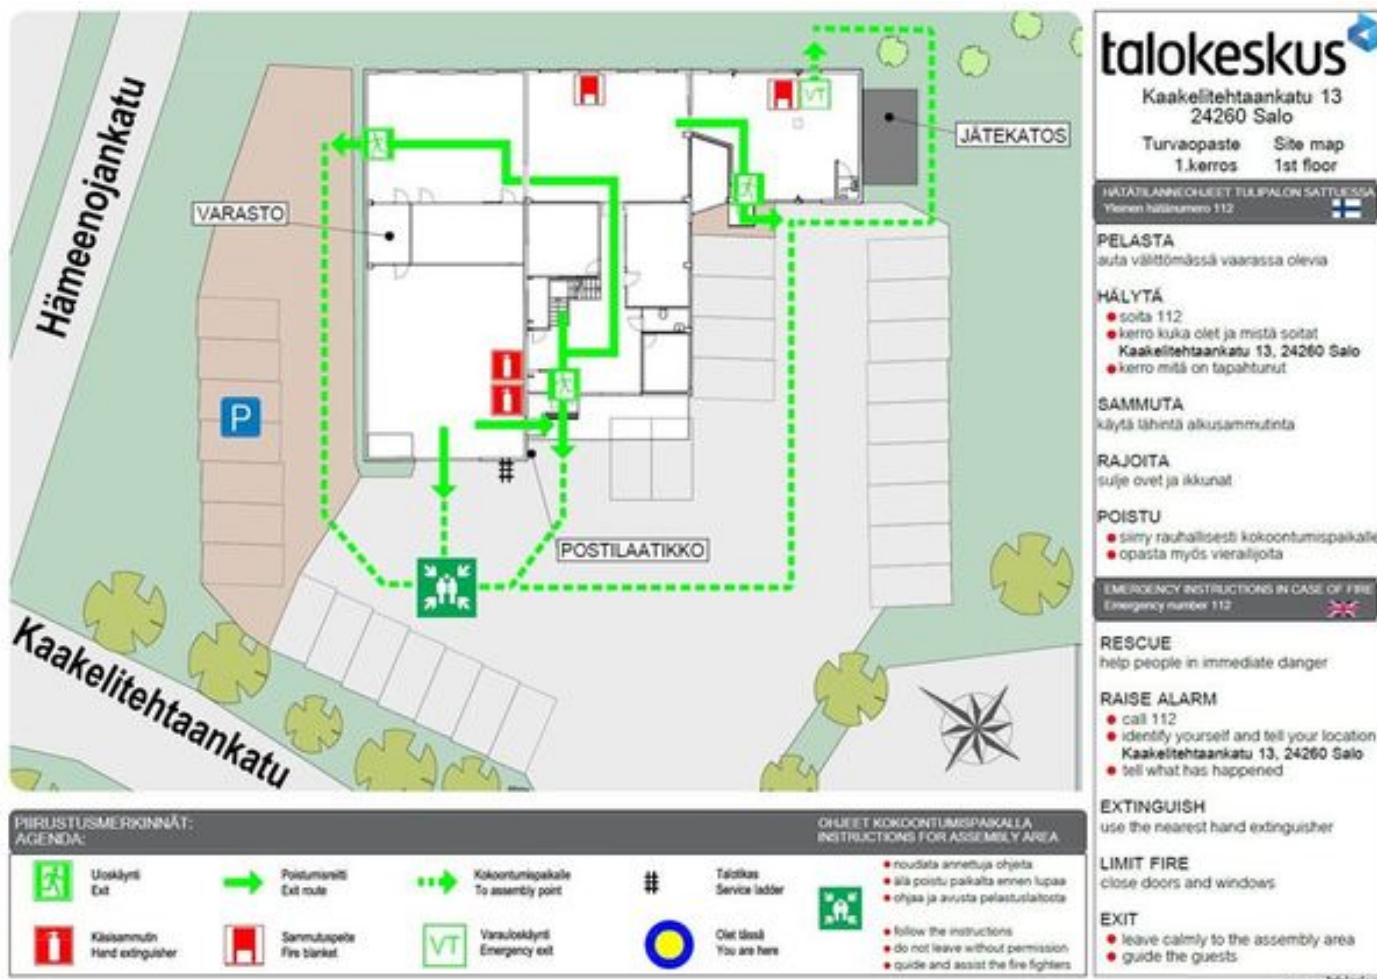 Hämeenojankatu
VARASTO
P
VT
JÄTEKATOS
POSTILAATIKKO
Kaakelitehtaankatu
talokeskus
Kaakelitehtaankatu 13
24260 Salo
Turvaopaste Site map
1.kerros 1st floor
HÄTÄTILANNEOHJEET TULIPALON SATTUESSA
Yleinen hätänumero 112
PELASTA
auta välittömässä vaarassa olevia
HÄLYTÄ
soita 112
kerro kuka olet ja mistä soitat
Kaakelitehtaankatu 13, 24260 Salo
kerro mitä on tapahtunut
SAMMUTA
käytä lähintä alkusammutinta
RAJOITA
sulje ovet ja ikkunat
POISTU
siirry rauhallisesti kokoontumispaikalle
opasta myös vierailijoita
EMERGENCY INSTRUCTIONS IN CASE OF FIRE
Emergency number 112
RESCUE
help people in immediate danger
RAISE ALARM
call 112
identify yourself and tell your location
Kaakelitehtaankatu 13, 24260 Salo
tell what has happened
EXTINGUISH
use the nearest hand extinguisher
LIMIT FIRE
close doors and windows
EXIT
leave calmly to the assembly area
guide the guests
PIIRUSTUSMERKINNÄT:
AGENDA:
Uloskäynti
Exit
Poistumisreitti
Exit route
Kokoontumispaikalle
To assembly point
Talotikas
Service ladder
Käsisammutin
Hand extinguisher
Sammutuspeite
Fire blanket
VT
Varauloskäynti
Emergency exit
Olet tässä
You are here
OHJEET KOKOONTUMISPAIKALLA
INSTRUCTIONS FOR ASSEMBLY AREA
noudata annettuja ohjeita
älä poistu paikalta ennen lupaa
ohjaa ja avusta pelastuslaitosta
follow the instructions
do not leave without permission
guide and assist the fire fighters